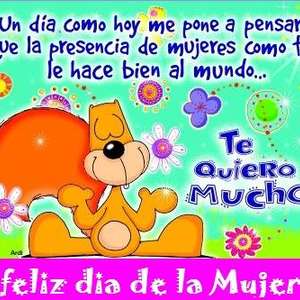 Un día como hoy me pone a pensar
que la presencia de mujeres como t
le hace bien al mundo...
Te
Quiero
Mucho
feliz dia de la Mujer